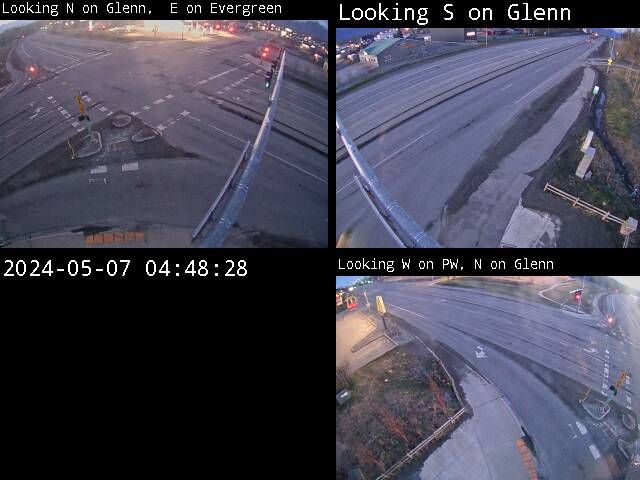 Looking N on Glenn,  E on Evergreen
Looking S on Glenn
2024-05-07 04:48:28
Looking W on PW, N on Glenn